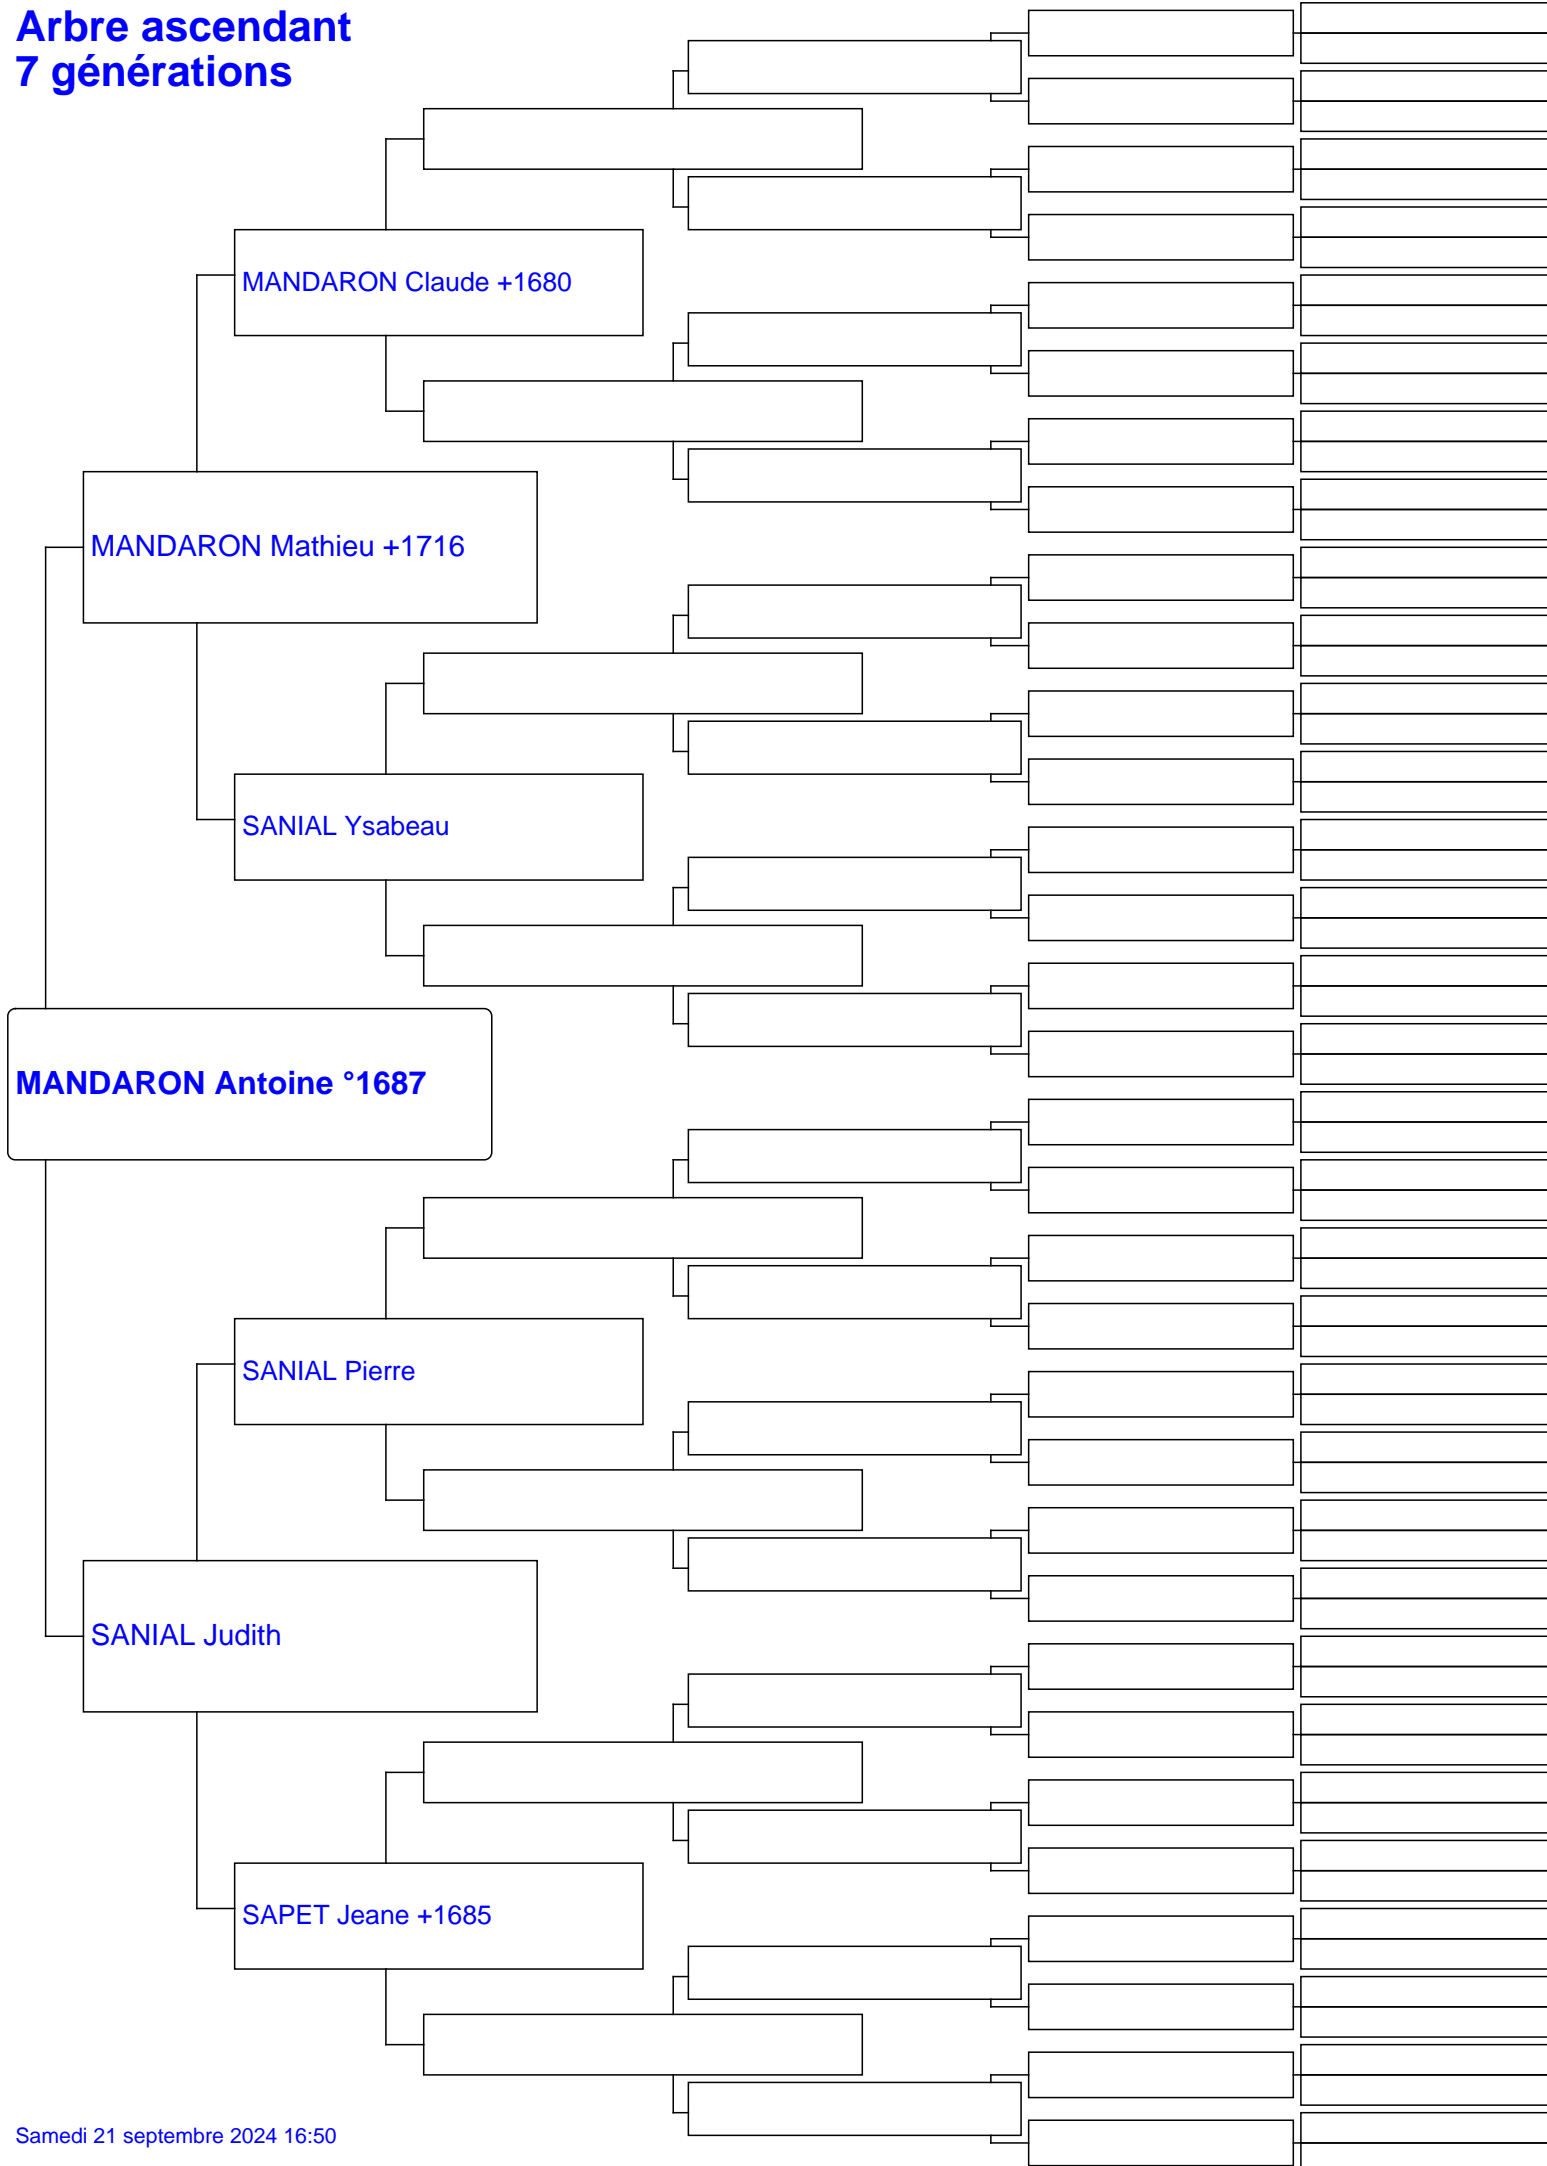 Arbre ascendant
7 générations
MANDARON Claude +1680
MANDARON Mathieu +1716
SANIAL Ysabeau
MANDARON Antoine °1687
SANIAL Pierre
SANIAL Judith
SAPET Jeane +1685
Samedi 21 septembre 2024 16:50